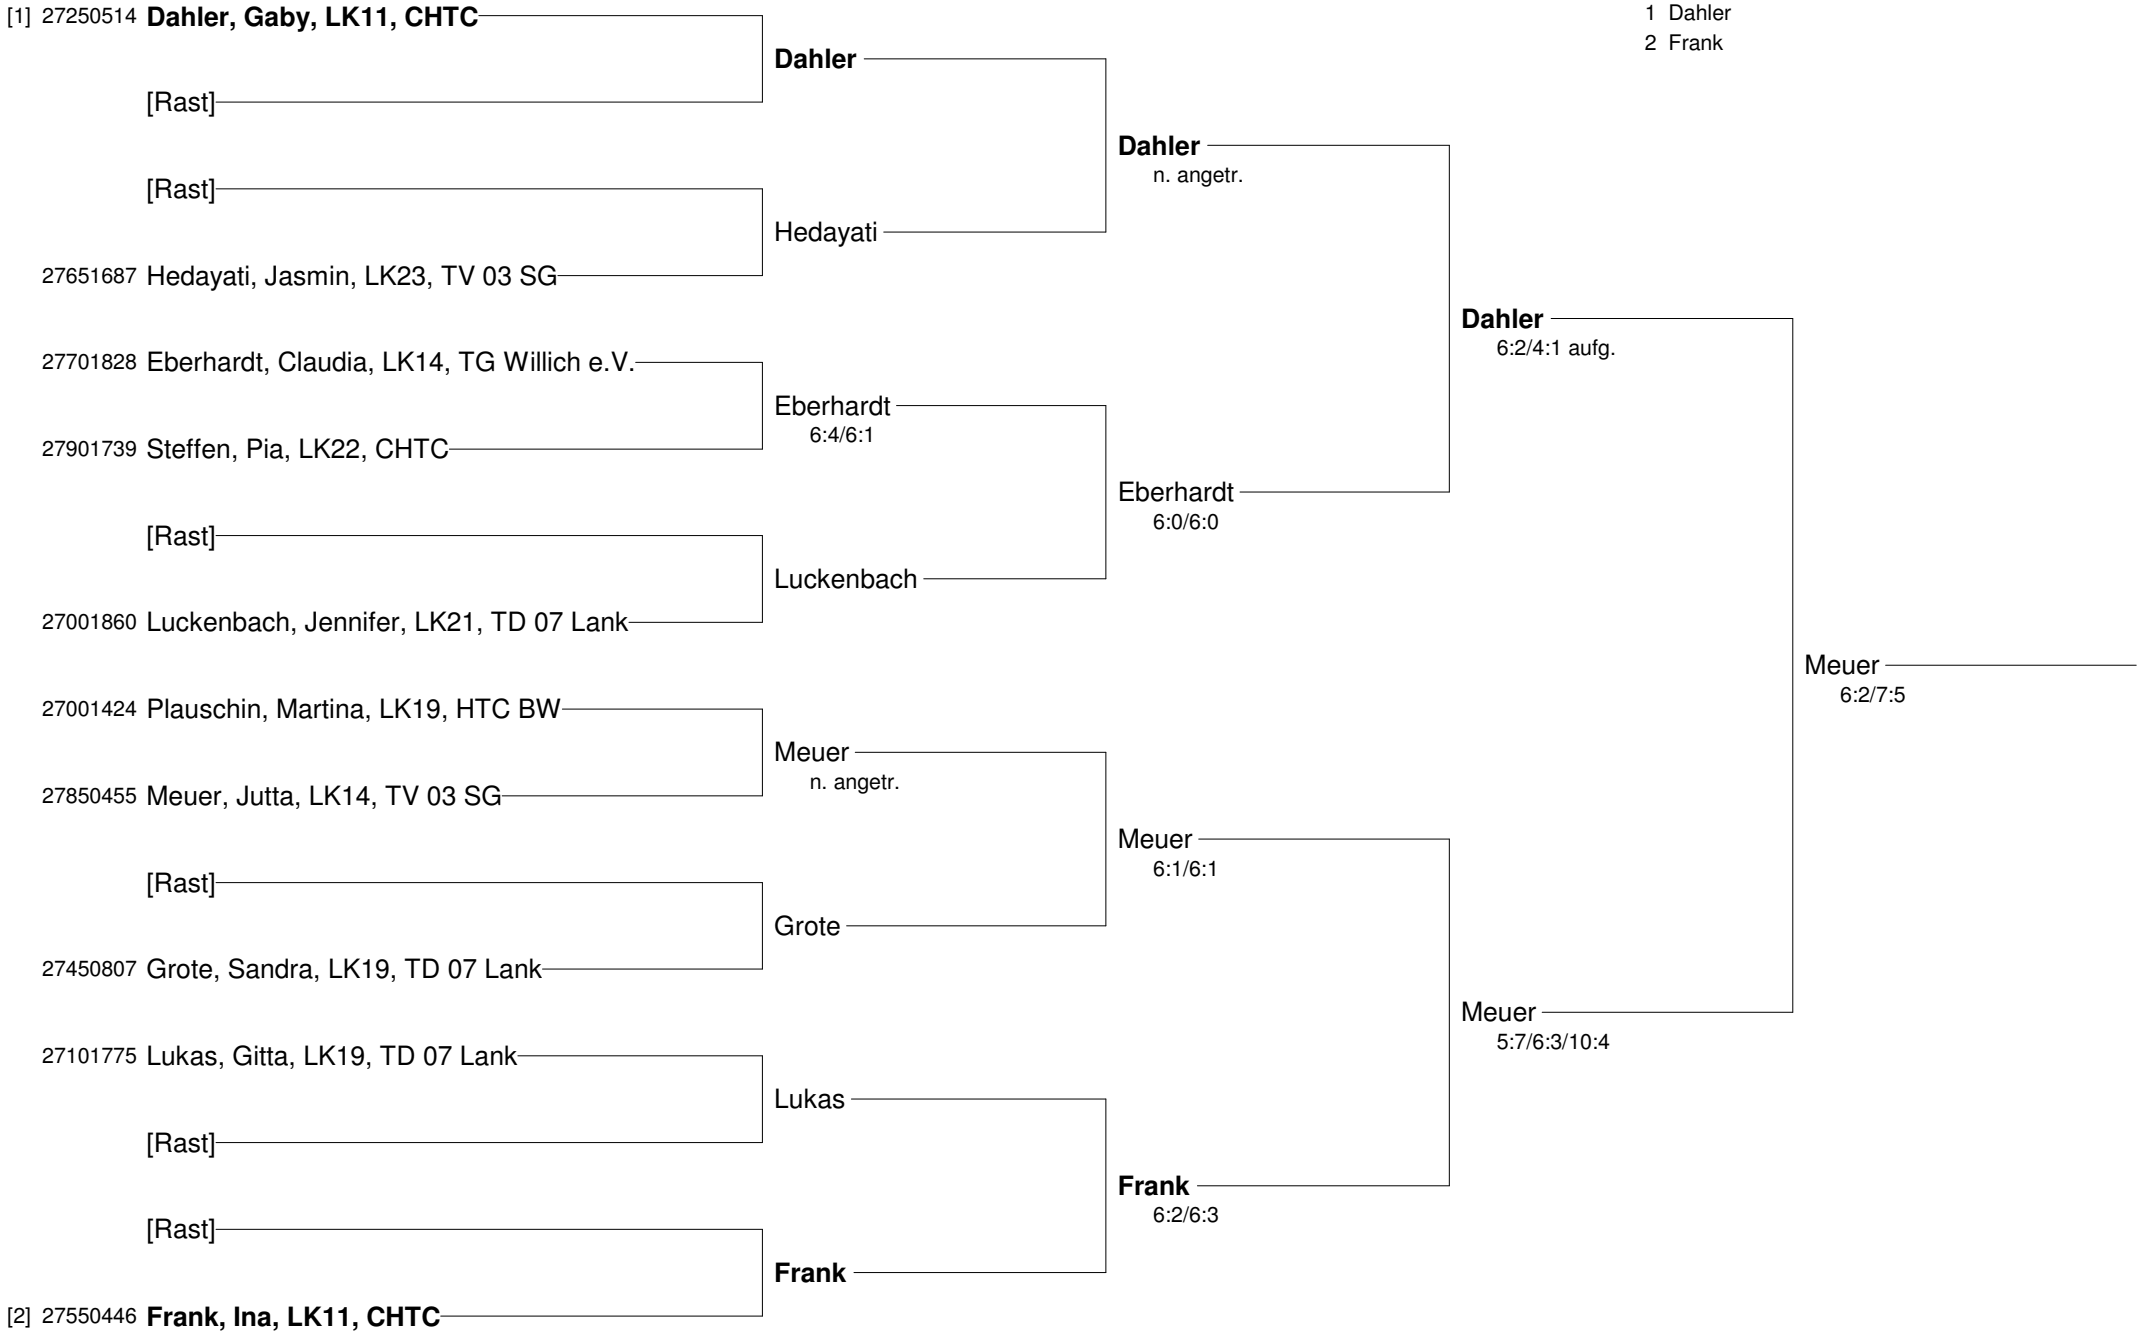 [1] 27250514 Dahler, Gaby, LK11, CHTC
[Rast]
[Rast]
27651687 Hedayati, Jasmin, LK23, TV 03 SG
27701828 Eberhardt, Claudia, LK14, TG Willich e.V.
27901739 Steffen, Pia, LK22, CHTC
[Rast]
27001860 Luckenbach, Jennifer, LK21, TD 07 Lank
27001424 Plauschin, Martina, LK19, HTC BW
27850455 Meuer, Jutta, LK14, TV 03 SG
[Rast]
27450807 Grote, Sandra, LK19, TD 07 Lank
27101775 Lukas, Gitta, LK19, TD 07 Lank
[Rast]
[Rast]
[2] 27550446 Frank, Ina, LK11, CHTC
Dahler
Hedayati
Eberhardt
6:4/6:1
Luckenbach
Meuer
n. angetr.
Grote
Lukas
Frank
Dahler
n. angetr.
Eberhardt
6:0/6:0
Meuer
6:1/6:1
Frank
6:2/6:3
Dahler
6:2/4:1 aufg.
Meuer
5:7/6:3/10:4
Meuer
6:2/7:5
1 Dahler
2 Frank